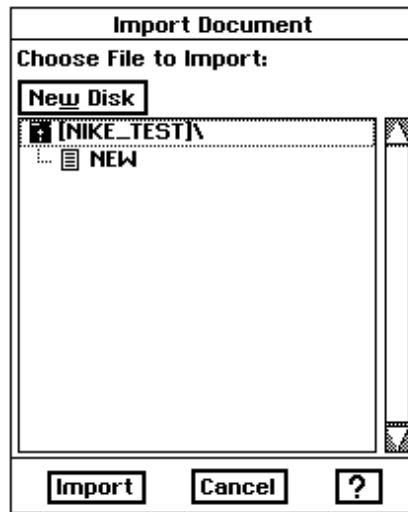 Import Document
Choose File to Import:
New Disk
[NIKE_TEST]\
NEW
Import Cancel ?